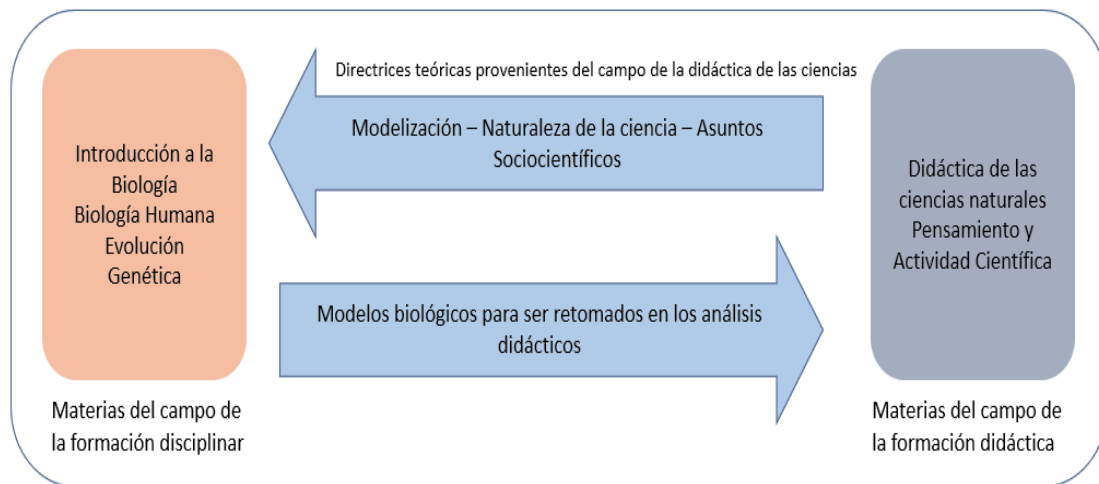 Introducción a la
Biología
Biología Humana
Evolución
Genética
Materias del campo de
la formación disciplinar
Directrices teóricas provenientes del campo de la didáctica de las ciencias
Modelización – Naturaleza de la ciencia – Asuntos
Sociocientíficos
Modelos biológicos para ser retomados en los análisis
didácticos
Didáctica de las
ciencias naturales
Pensamiento y
Actividad Científica
Materias del campo de
la formación didáctica